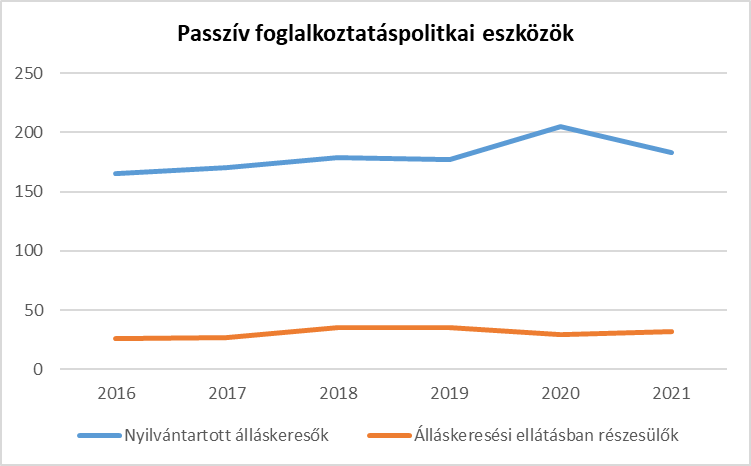 Passzív foglalkoztatáspolitkai eszközök
250
200
150
100
50
0
2016 2017 2018 2019 2020 2021
Nyilvántartott álláskeresők Álláskeresési ellátásban részesülők